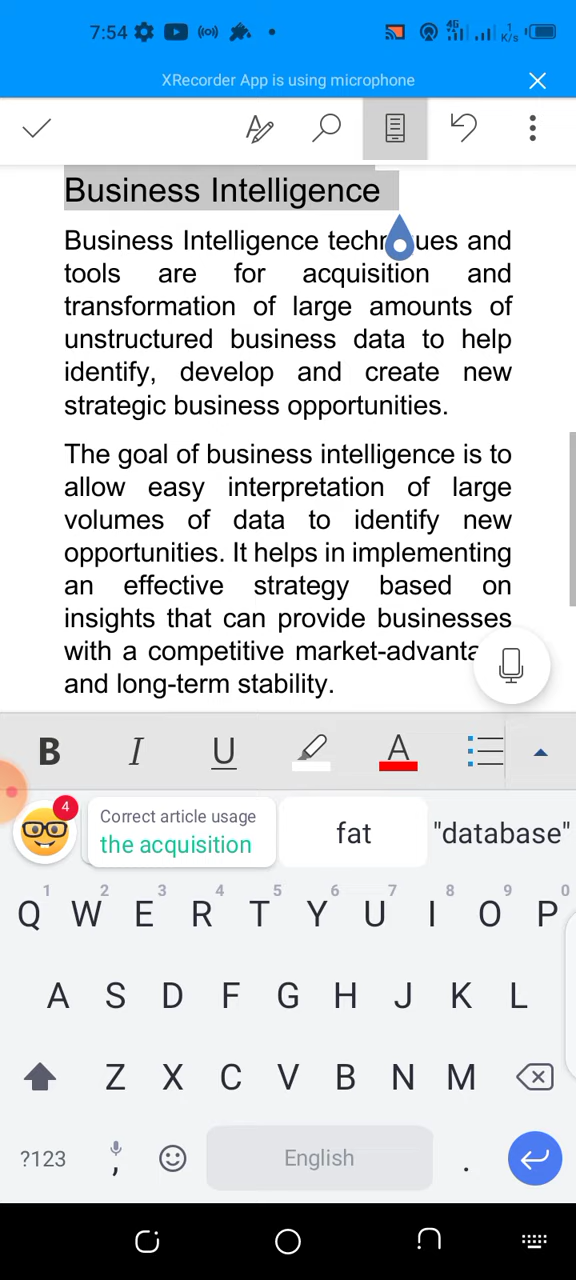 7:54
4G
1
K/s
XRecorder App is using microphone
Business Intelligence
Business Intelligence techn ues and
tools are for acquisition and
transformation of large amounts of
unstructured business data to help
identify, develop and create new
strategic business opportunities.
The goal of business intelligence is to
allow easy interpretation of large
volumes of data to identify new
opportunities. It helps in implementing
an effective strategy based on
insights that can provide businesses
with a competitive market-advanta
and long-term stability.
B I U A
4
Correct article usage
the acquisition
fat
"database"
1 2 3 4 5 6 7 8 9 0
Q W E R T Y U I O P
A S D F G H J K L
Z X C V B N M
?123 , English .